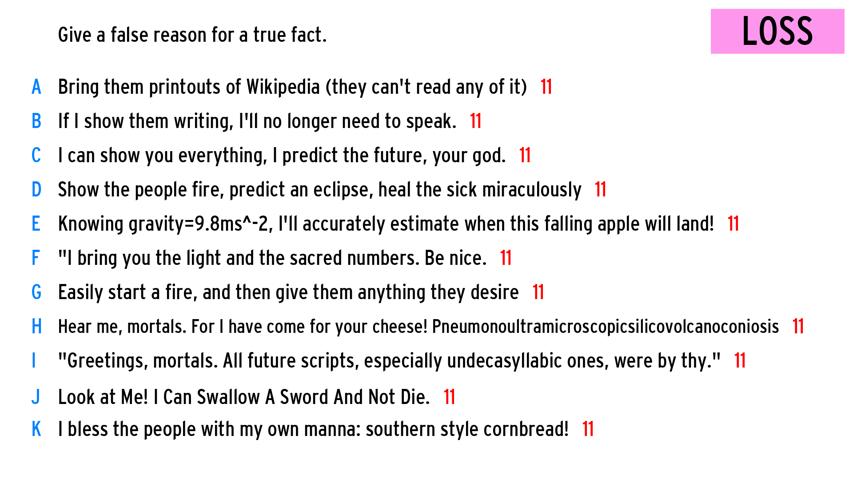 Give a false reason for a true fact.
LOSS
A Bring them printouts of Wikipedia (they can't read any of it) 11
B If I show them writing, I'll no longer need to speak. 11
C I can show you everything, I predict the future, your god. 11
D Show the people fire, predict an eclipse, heal the sick miraculously 11
E Knowing gravity=9.8ms^-2, I'll accurately estimate when this falling apple will land! 11
F "I bring you the light and the sacred numbers. Be nice. 11
G Easily start a fire, and then give them anything they desire 11
H Hear me, mortals. For I have come for your cheese! Pneumonoultramicroscopicsilicovolcanoconiosis 11
I "Greetings, mortals. All future scripts, especially undecasyllabic ones, were by thy." 11
J Look at Me! I Can Swallow A Sword And Not Die. 11
K I bless the people with my own manna: southern style cornbread! 11